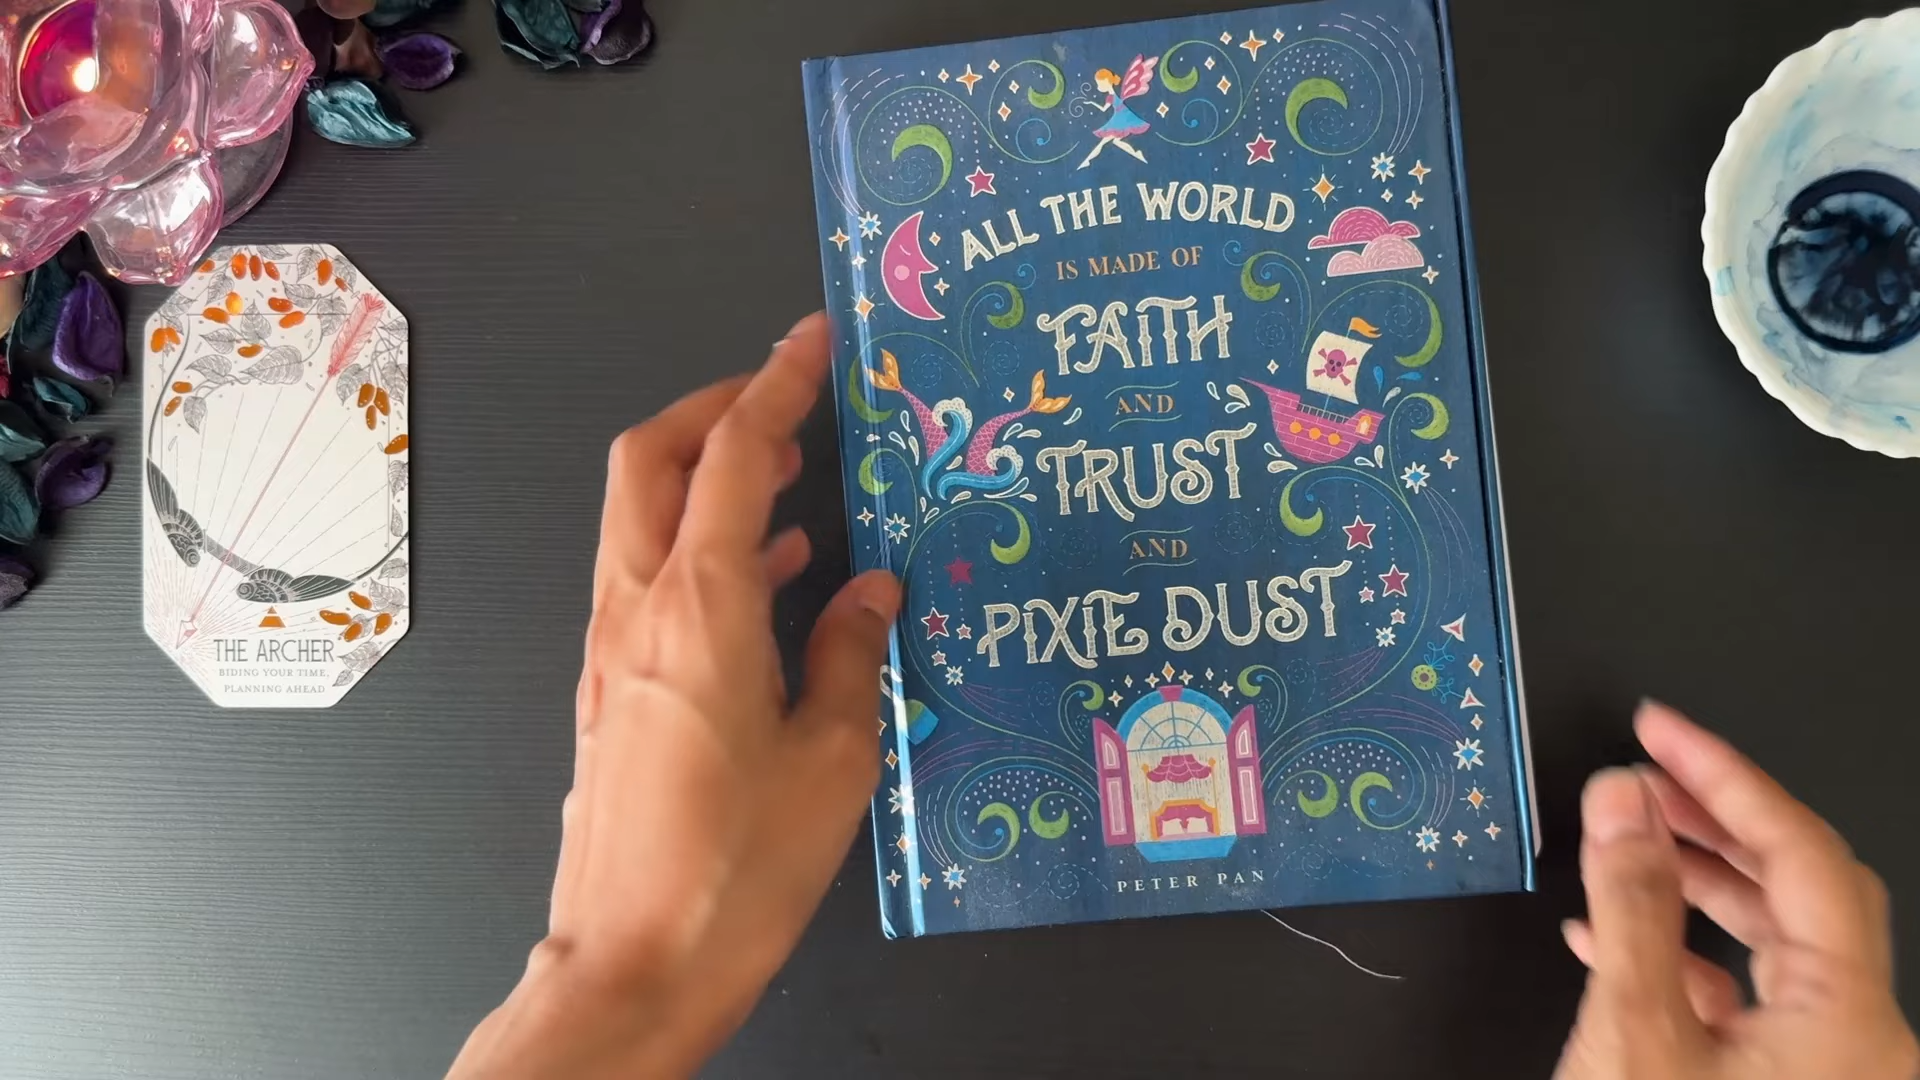 ALL THE WORLD
IS MADE OF
FAITH
AND
TRUST
AND
PIXIE DUST
PETER PAN
THE ARCHER
BIDING YOUR TIME,
PLANNING AHEAD